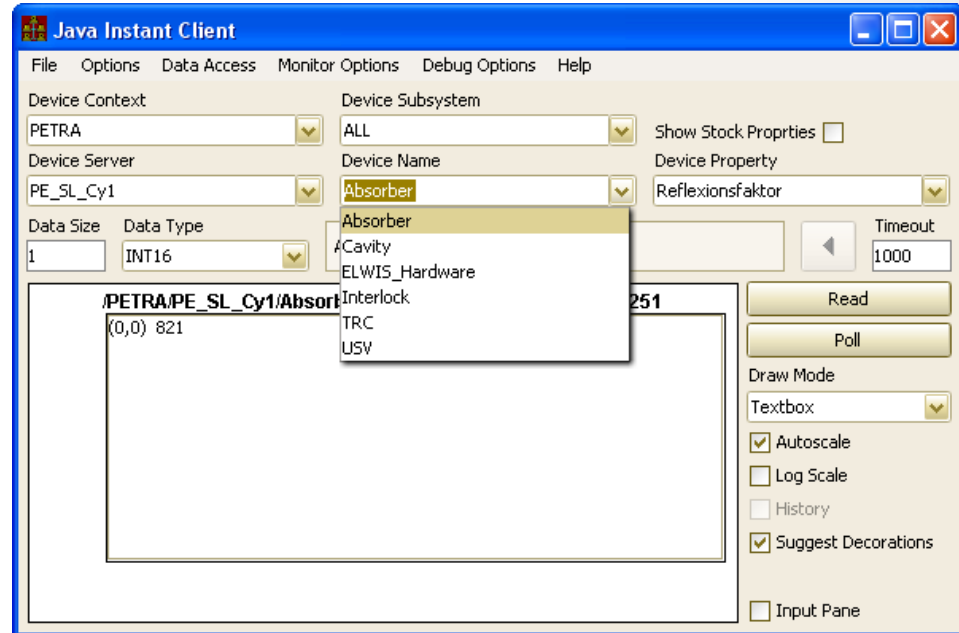 Java Instant Client
File Options Data Access Monitor Options Debug Options Help
Device Context Device Subsystem
PETRA ALL Show Stock Proprties
Device Server Device Name Device Property
PE_SL_Cy1 Absorber Reflexionsfaktor
Data Size Data Type Timeout
1 INT16 1000
Absorber
Cavity
ELWIS_Hardware
Interlock
TRC
USV
/PETRA/PE_SL_Cy1/Absorb 251
(0,0) 821
Read
Poll
Draw Mode
Textbox
Autoscale
Log Scale
History
Suggest Decorations
Input Pane